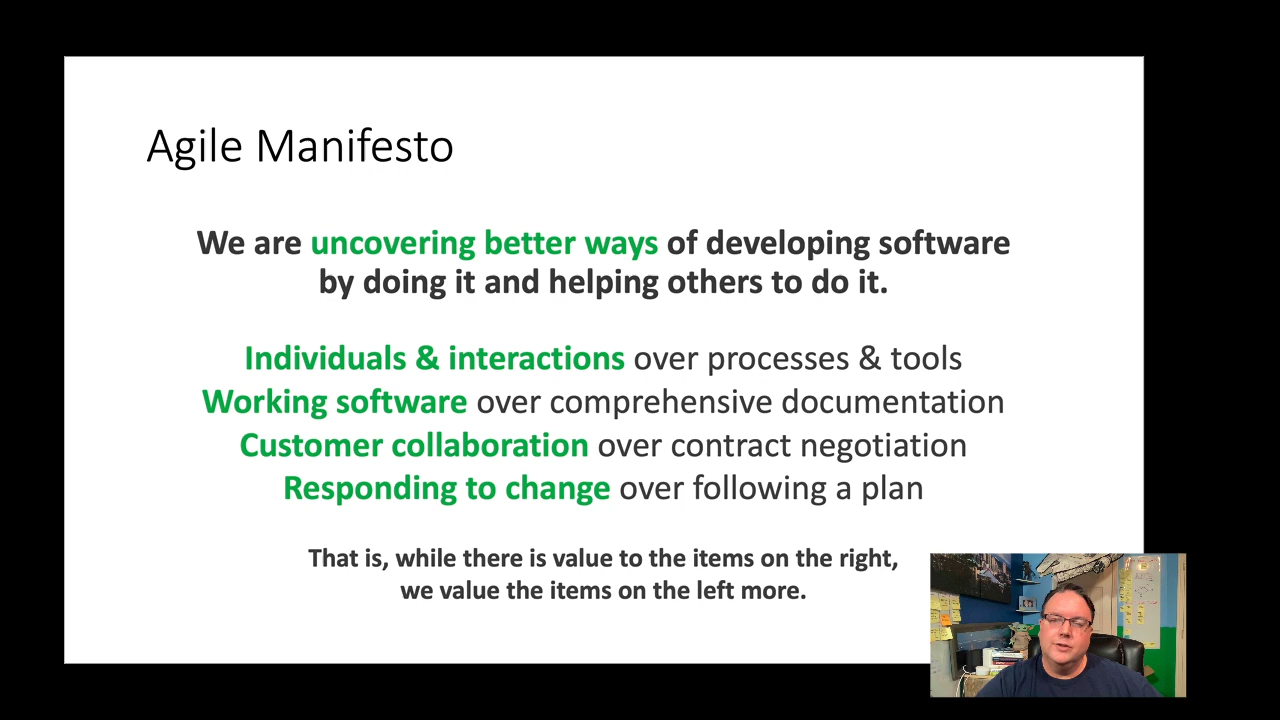 Agile Manifesto
We are uncovering better ways of developing software
by doing it and helping others to do it.
Individuals & interactions over processes & tools
Working software over comprehensive documentation
Customer collaboration over contract negotiation
Responding to change over following a plan
That is, while there is value to the items on the right,
we value the items on the left more.